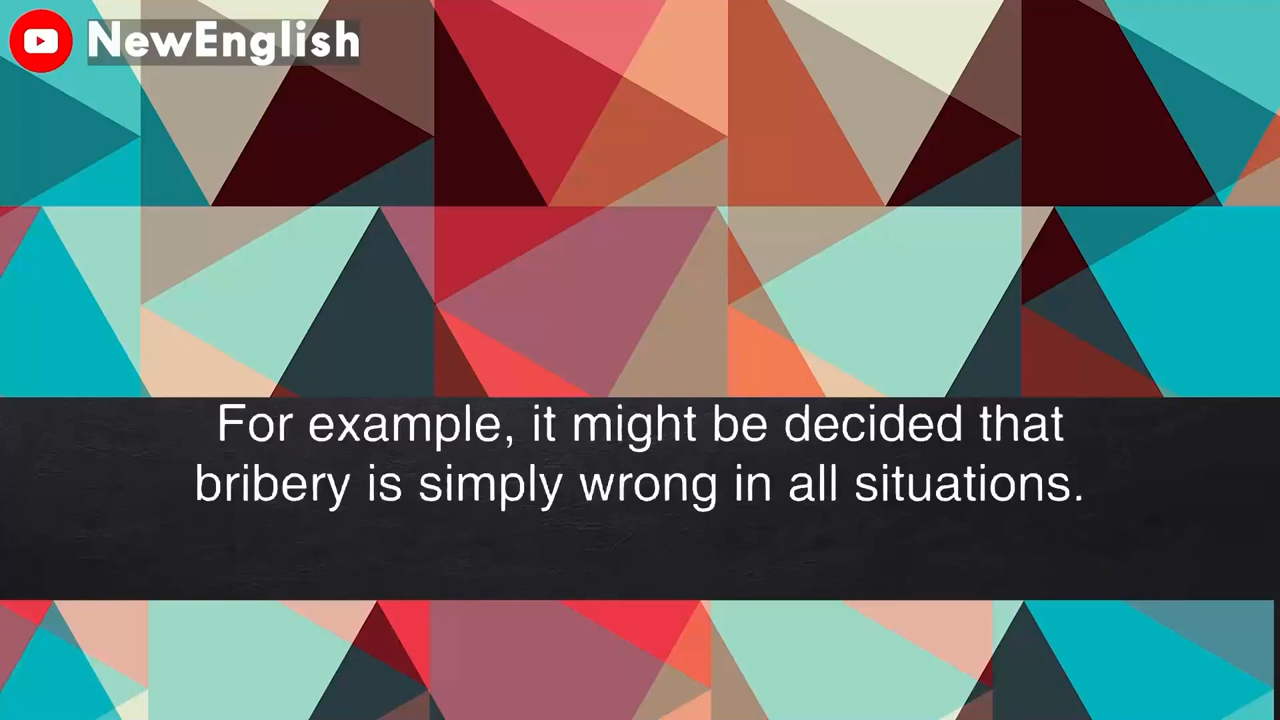 NewEnglish
For example, it might be decided that
bribery is simply wrong in all situations.